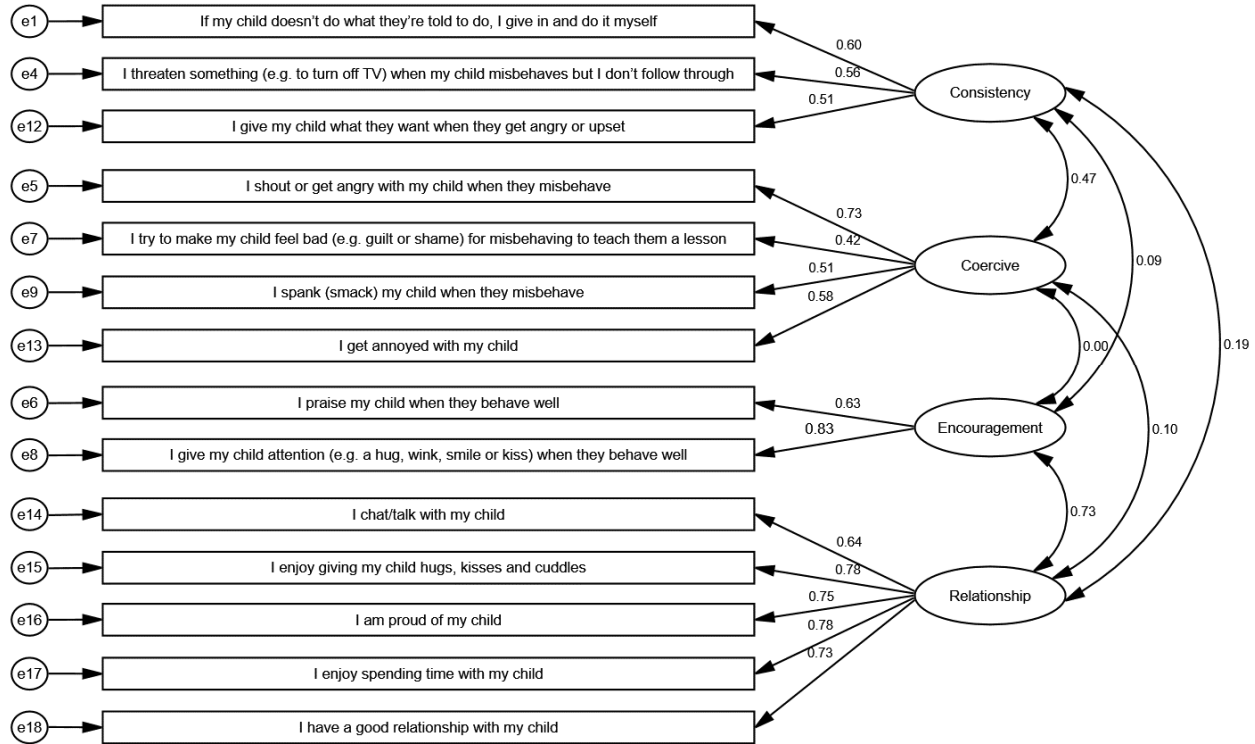 e1
If my child doesn't do what they're told to do, I give in and do it myself
0.60
e4
I threaten something (e.g. to turn off TV) when my child misbehaves but I don't follow through
0.56
Consistency
e12
I give my child what they want when they get angry or upset
0.51
e5
I shout or get angry with my child when they misbehave
0.47
0.73
e7
I try to make my child feel bad (e.g. guilt or shame) for misbehaving to teach them a lesson
0.42
Coercive
0.09
e9
I spank (smack) my child when they misbehave
0.51
0.58
e13
I get annoyed with my child
0.00
0.19
e6
I praise my child when they behave well
0.63
0.83
Encouragement
0.10
e8
I give my child attention (e.g. a hug, wink, smile or kiss) when they behave well
e14
I chat/talk with my child
0.73
0.64
e15
I enjoy giving my child hugs, kisses and cuddles
0.78
0.75
Relationship
e16
I am proud of my child
0.78
0.73
e17
I enjoy spending time with my child
e18
I have a good relationship with my child